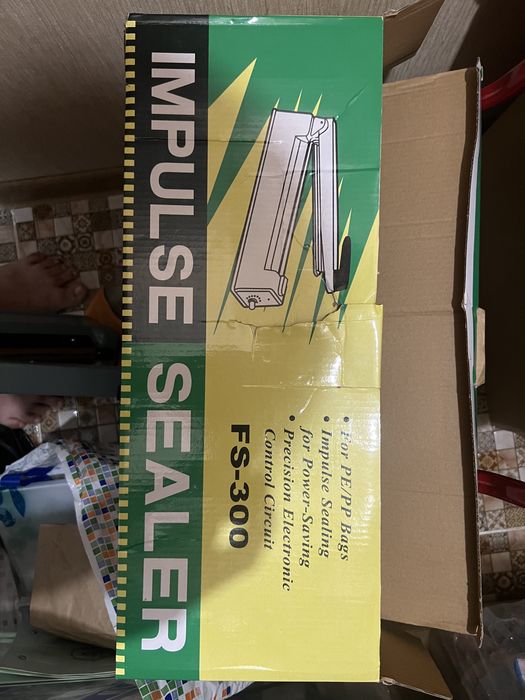 IMPULSE SEALER
• For PE/PP Bags
• Impulse Sealing
for Power-Saving
• Precision Electronic
Control Circuit
FS-300